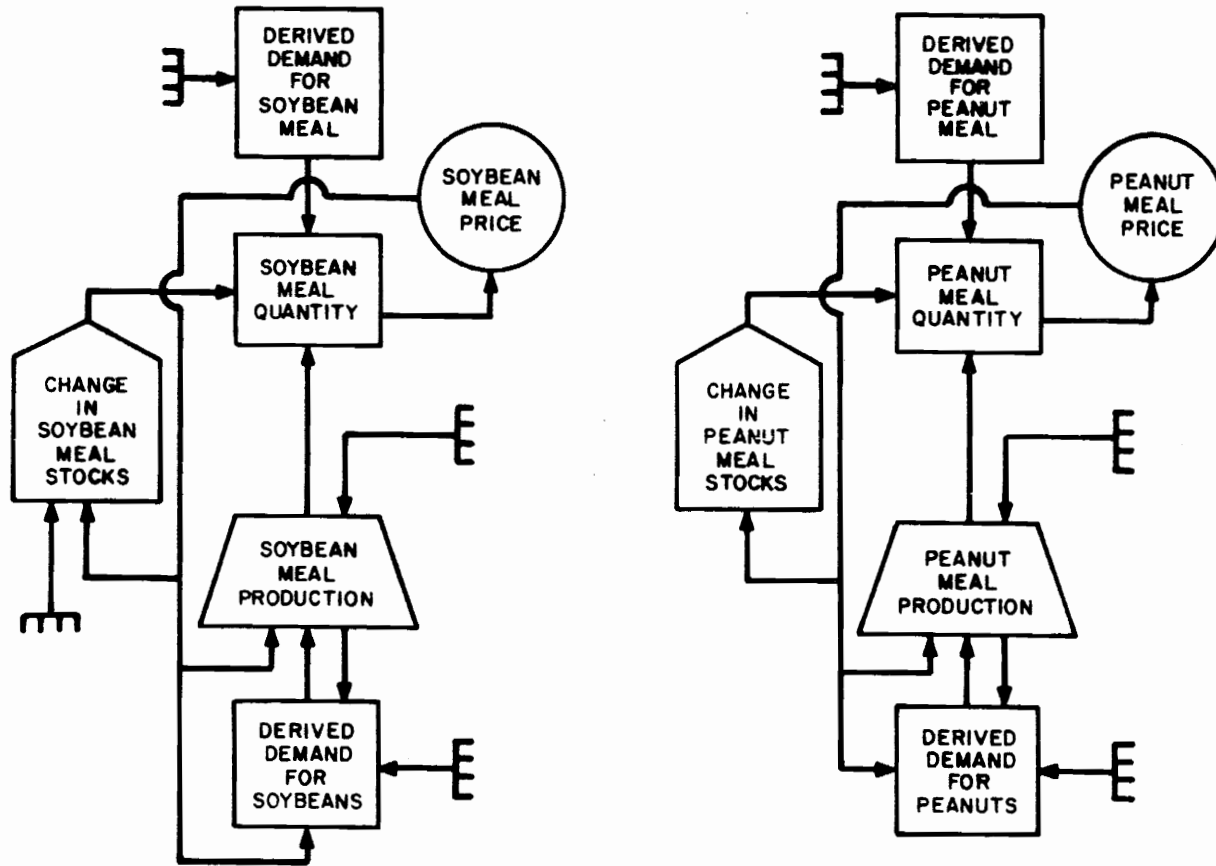 DERIVED
DEMAND
FOR
SOYBEAN
MEAL
SOYBEAN
MEAL
PRICE
SOYBEAN
MEAL
QUANTITY
CHANGE
IN
SOYBEAN
MEAL
STOCKS
SOYBEAN
MEAL
PRODUCTION
DERIVED
DEMAND
FOR
SOYBEANS
DERIVED
DEMAND
FOR
PEANUT
MEAL
PEANUT
MEAL
PRICE
PEANUT
MEAL
QUANTITY
CHANGE
IN
PEANUT
MEAL
STOCKS
PEANUT
MEAL
PRODUCTION
DERIVED
DEMAND
FOR
PEANUTS